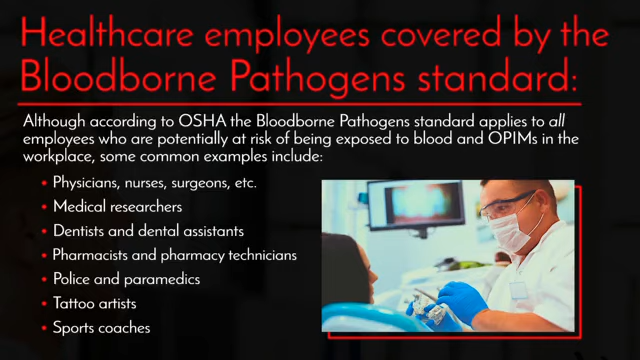 Healthcare employees covered by the
Bloodborne Pathogens standard:
Although according to OSHA the Bloodborne Pathogens standard applies to all
employees who are potentially at risk of being exposed to blood and OPIMs in the
workplace, some common examples include:
• Physicians, nurses, surgeons, etc.
• Medical researchers
• Dentists and dental assistants
• Pharmacists and pharmacy technicians
• Police and paramedics
• Tattoo artists
• Sports coaches